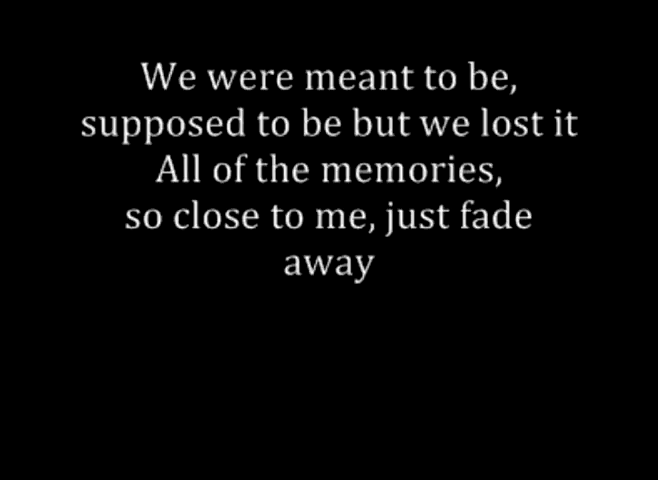 We were meant to be,
supposed to be but we lost it
All of the memories,
so close to me, just fade
away